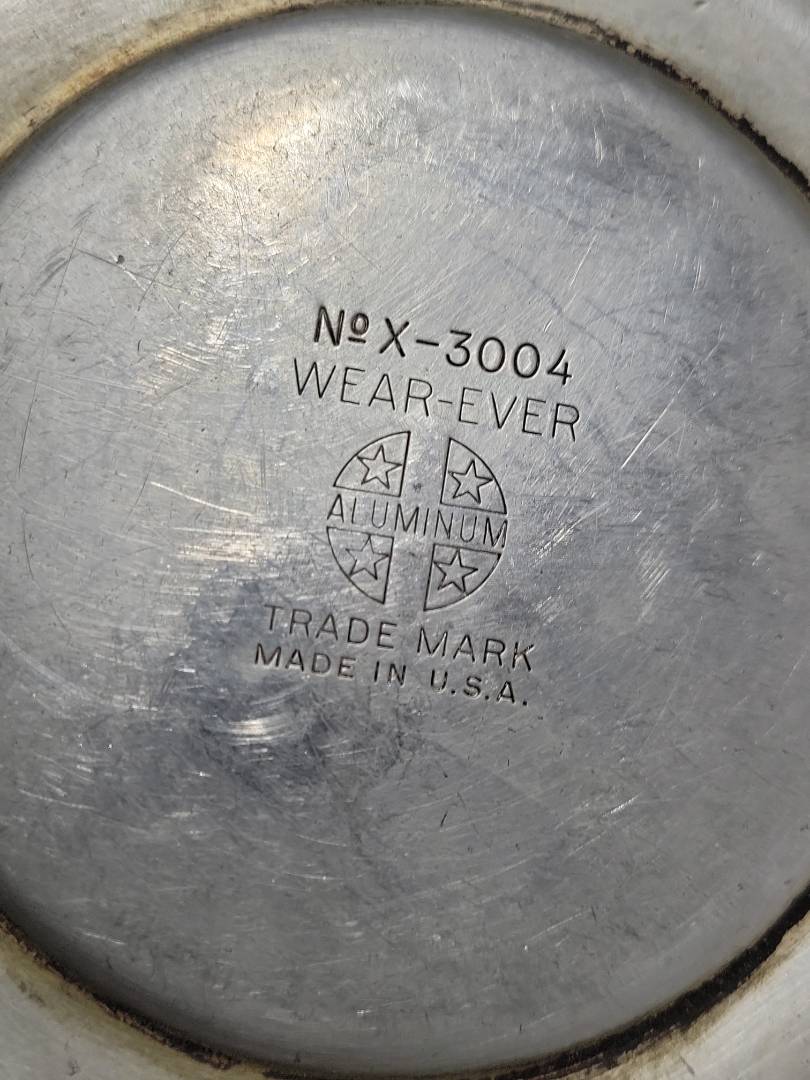 Nº X-3004
WEAR-EVER
ALUMINUM
TRADE MARK
MADE IN U.S.A.